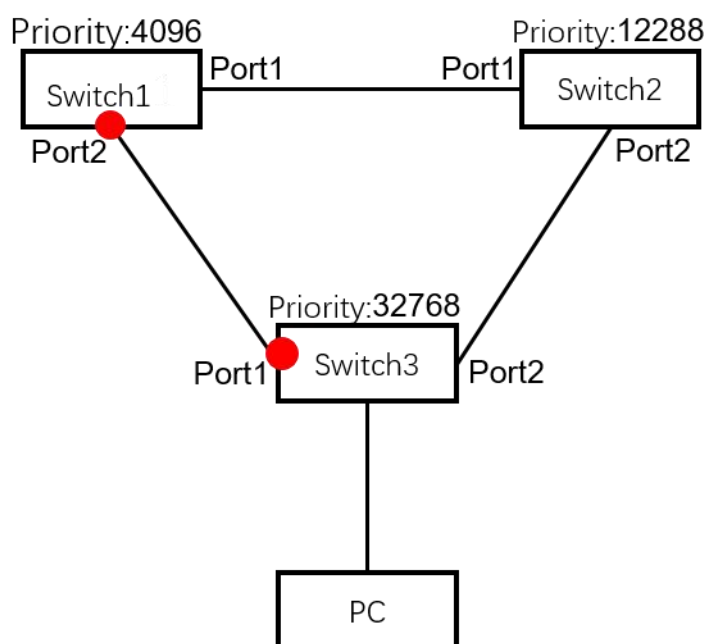 Priority:4096
Priority:12288
Switch1
Port1
Port1
Switch2
Port2
Port2
Priority:32768
Port1
Switch3
Port2
PC